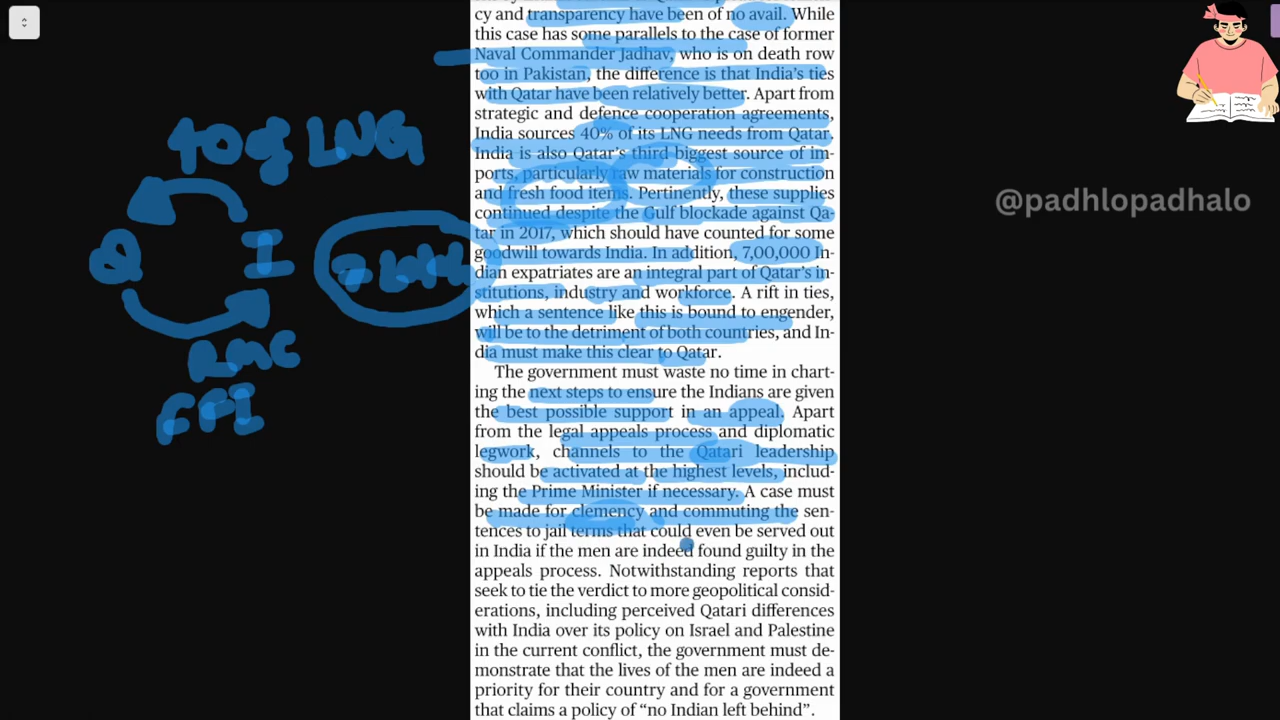 cy and transparency have been of no avail. While
this case has some parallels to the case of former
Naval Commander Jadhav, who is on death row
too in Pakistan, the difference is that India's ties
with Qatar have been relatively better. Apart from
strategic and defence cooperation agreements,
India sources 40% of its LNG needs from Qatar.
India is also Qatar's third biggest source of im-
ports, particularly raw materials for construction
and fresh food items. Pertinently, these supplies
continued despite the Gulf blockade against Qa-
tar in 2017, which should have counted for some
goodwill towards India. In addition, 7,00,000 In-
dian expatriates are an integral part of Qatar's in-
stitutions, industry and workforce. A rift in ties,
which a sentence like this is bound to engender,
will be to the detriment of both countries, and In-
dia must make this clear to Qatar.
The government must waste no time in chart-
ing the next steps to ensure the Indians are given
the best possible support in an appeal. Apart
from the legal appeals process and diplomatic
legwork, channels to the Qatari leadership
should be activated at the highest levels, includ-
ing the Prime Minister if necessary. A case must
be made for clemency and commuting the sen-
tences to jail terms that could even be served out
in India if the men are indeed found guilty in the
appeals process. Notwithstanding reports that
seek to tie the verdict to more geopolitical consid-
erations, including perceived Qatari differences
with India over its policy on Israel and Palestine
in the current conflict, the government must de-
monstrate that the lives of the men are indeed a
priority for their country and for a government
that claims a policy of “no Indian left behind”.
LNG
Q
I
RMC
FFI
@padhlopadhalo